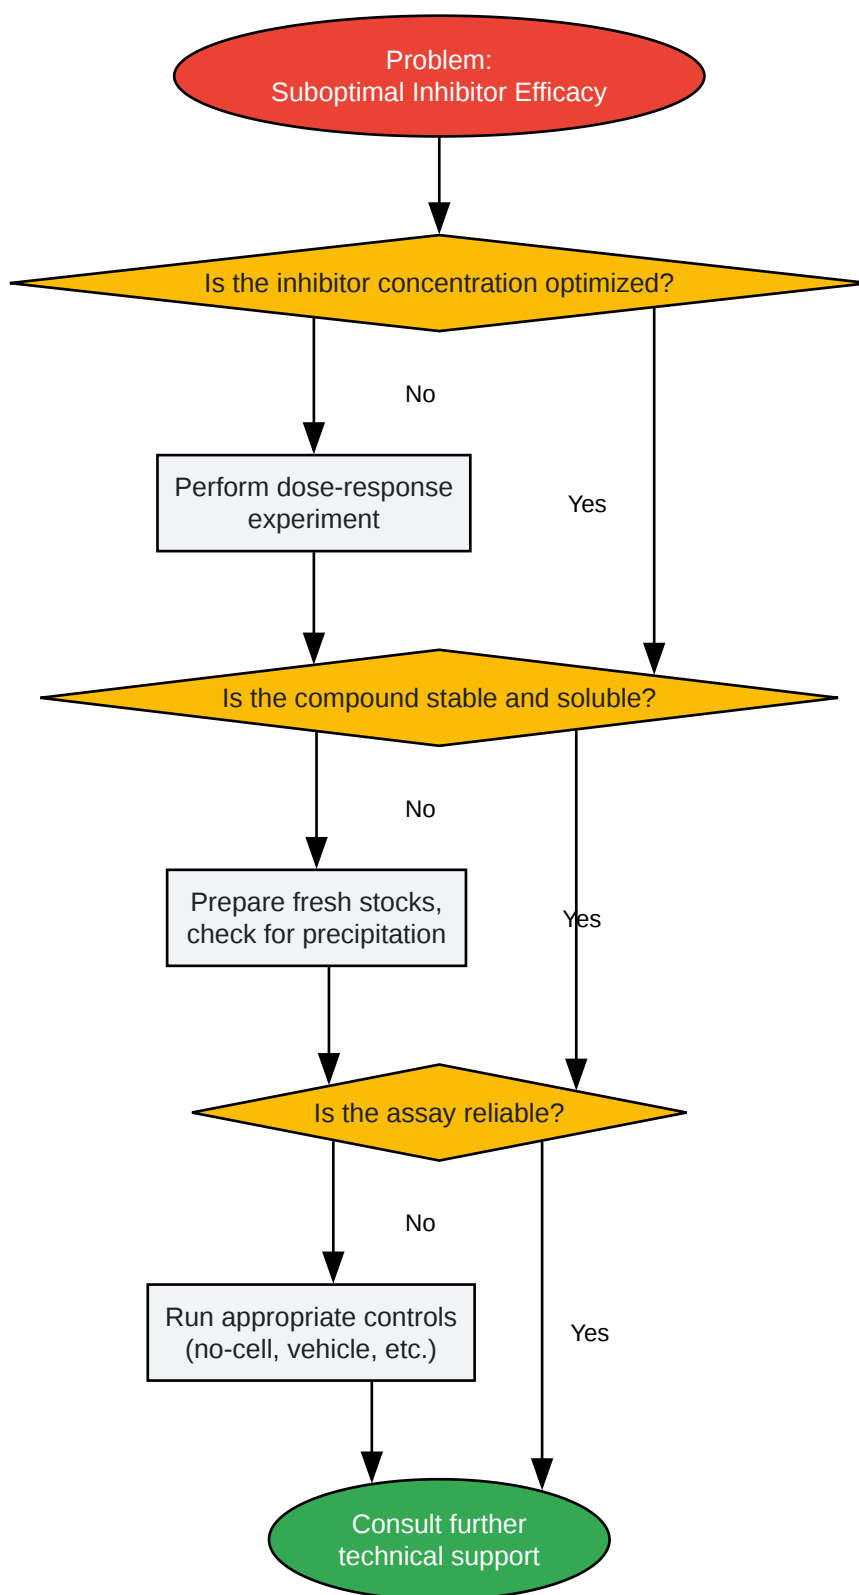 Problem:
Suboptimal Inhibitor Efficacy
Is the inhibitor concentration optimized?
No
Perform dose-response
experiment
Yes
Is the compound stable and soluble?
No
Prepare fresh stocks,
check for precipitation
Yes
Is the assay reliable?
No
Run appropriate controls
(no-cell, vehicle, etc.)
Yes
Consult further
technical support